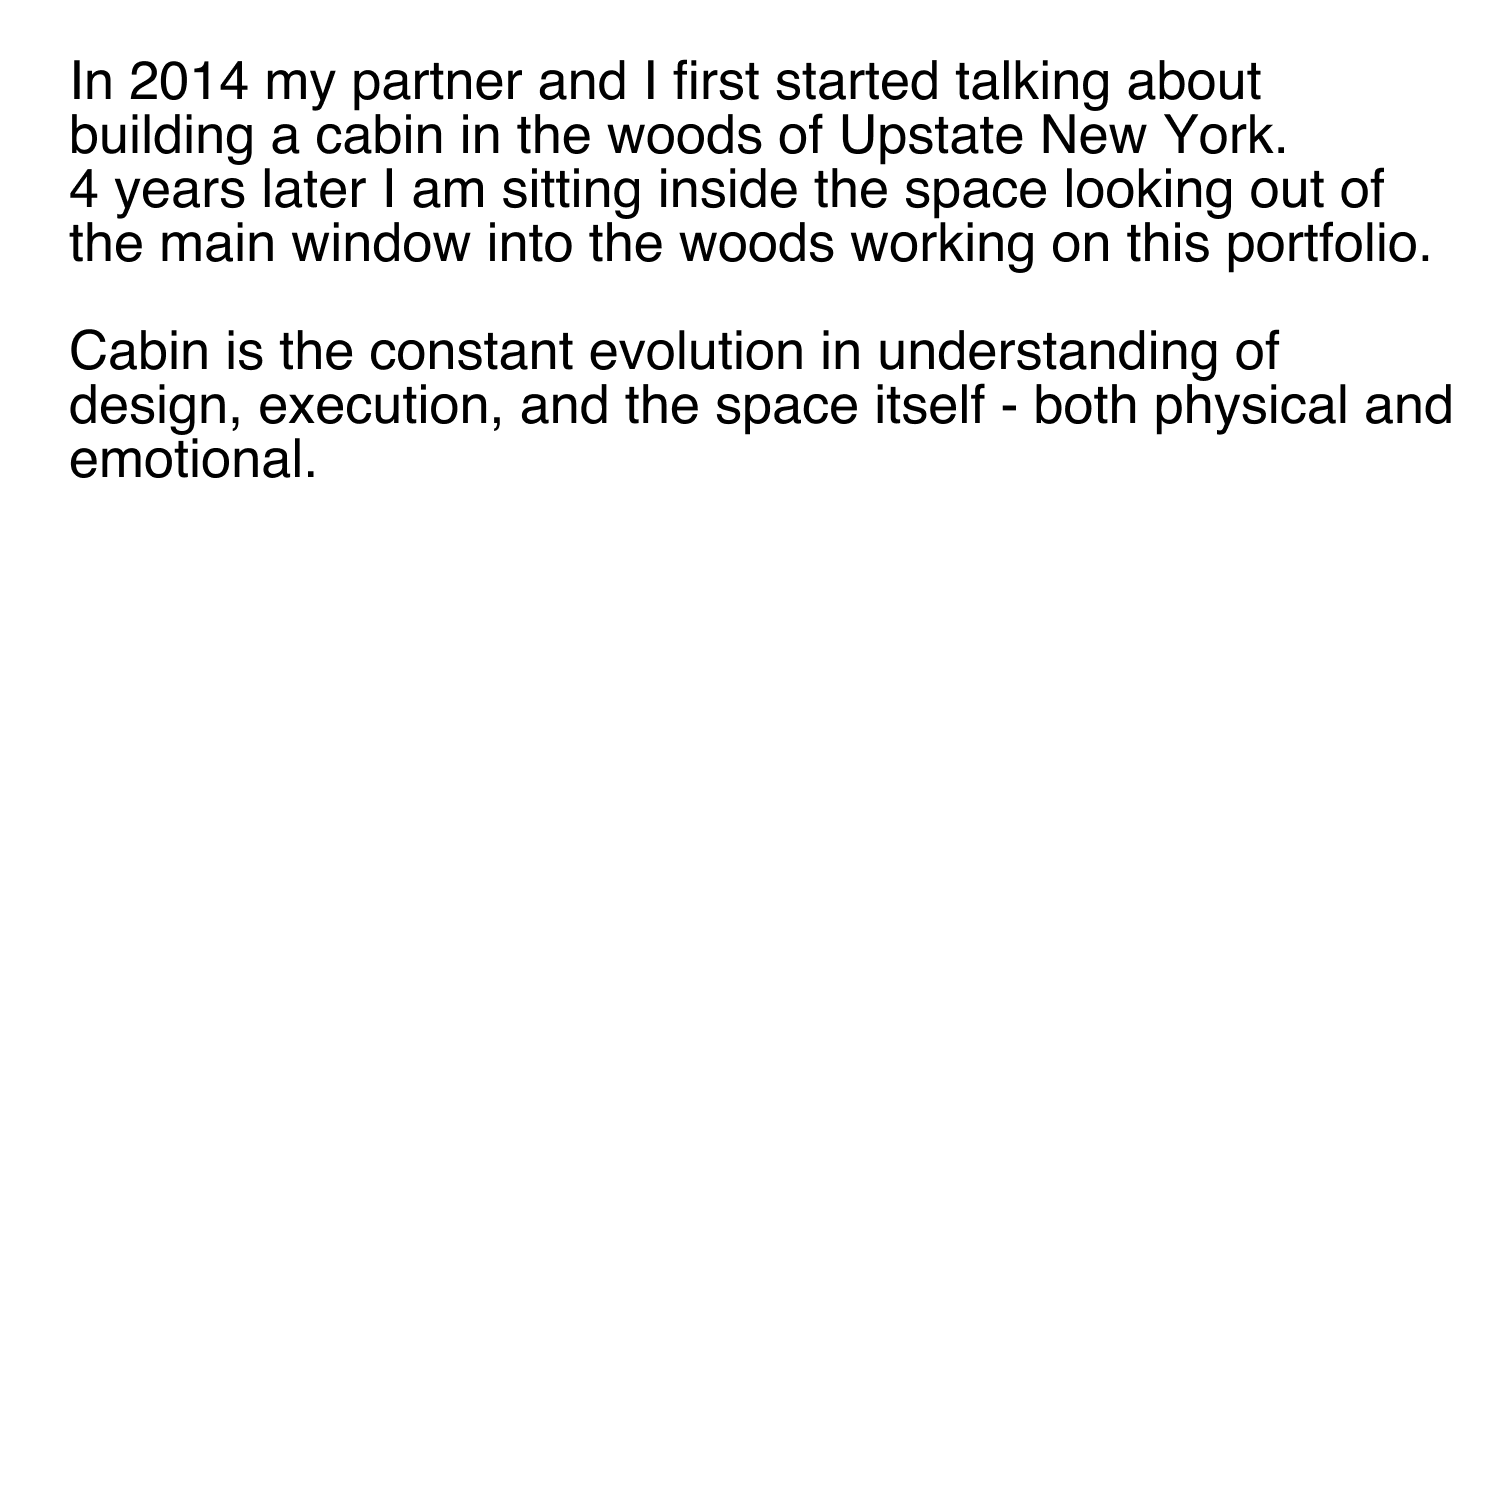 In 2014 my partner and I first started talking about
building a cabin in the woods of Upstate New York.
4 years later I am sitting inside the space looking out of
the main window into the woods working on this portfolio.

Cabin is the constant evolution in understanding of
design, execution, and the space itself - both physical and
emotional.